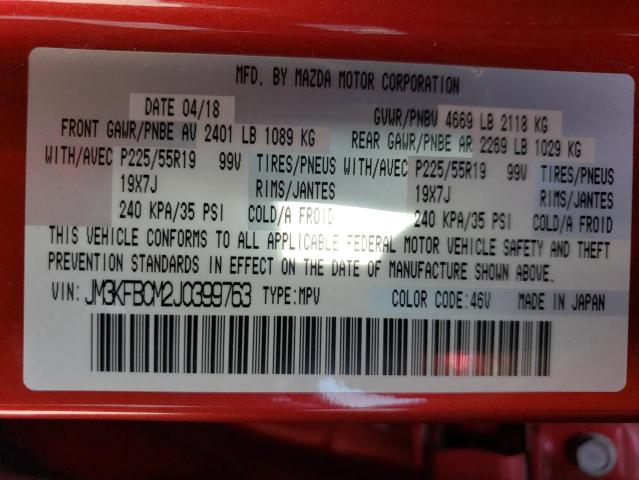 MFD. BY MAZDA MOTOR CORPORATION
DATE 04/18 GVWR/PNBV 4669 LB 2118 KG
FRONT GAWR/PNBE AV 2401 LB 1089 KG REAR GAWR/PNBE AR 2269 LB 1029 KG
WITH/AVEC P225/55R19 99V TIRES/PNEUS WITH/AVEC P225/55R19 99V TIRES/PNEUS
19X7J RIMS/JANTES 19X7J RIMS/JANTES
240 KPA/35 PSI COLD/A FROID 240 KPA/35 PSI COLD/A FROID
THIS VEHICLE CONFORMS TO ALL APPLICABLE FEDERAL MOTOR VEHICLE SAFETY AND THEFT
PREVENTION STANDARDS IN EFFECT ON THE DATE OF MANUFACTURE SHOWN ABOVE.
VIN: JM3KFBCM2J0399763 TYPE:MPV COLOR CODE:46V MADE IN JAPAN